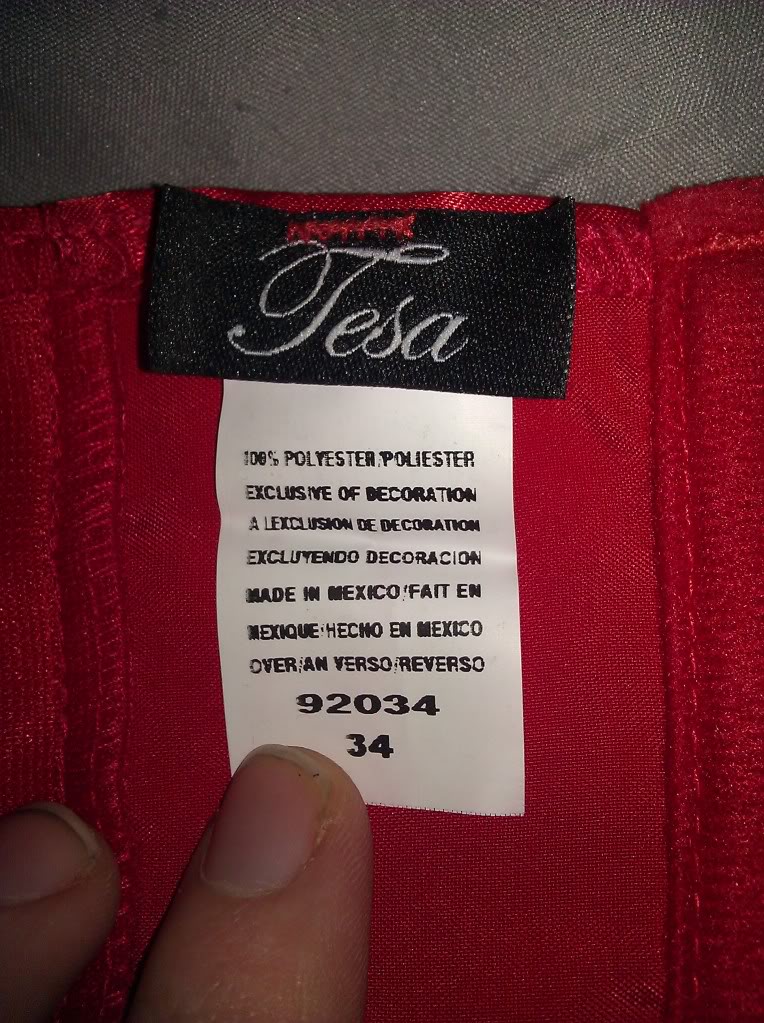 Tesa
100% POLYESTER/POLIESTER
EXCLUSIVE OF DECORATION
A LEXCLUSION DE DECORATION
EXCLUYENDO DECORACION
MADE IN MEXICO/FAIT EN
MEXIQUE/HECHO EN MEXICO
OVER/AN VERSO/REVERSO
92034
34